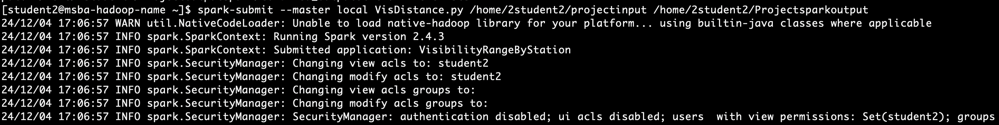 [student2@msba-hadoop-name ~]$ spark-submit --master local VisDistance.py /home/2student2/projectinput /home/2student2/Projectsparkoutput
24/12/04 17:06:57 WARN util.NativeCodeLoader: Unable to load native-hadoop library for your platform... using builtin-java classes where applicable
24/12/04 17:06:57 INFO spark.SparkContext: Running Spark version 2.4.3
24/12/04 17:06:57 INFO spark.SparkContext: Submitted application: VisibilityRangeByStation
24/12/04 17:06:57 INFO spark.SecurityManager: Changing view acls to: student2
24/12/04 17:06:57 INFO spark.SecurityManager: Changing modify acls to: student2
24/12/04 17:06:57 INFO spark.SecurityManager: Changing view acls groups to:
24/12/04 17:06:57 INFO spark.SecurityManager: Changing modify acls groups to:
24/12/04 17:06:57 INFO spark.SecurityManager: SecurityManager: authentication disabled; ui acls disabled; users  with view permissions: Set(student2); groups